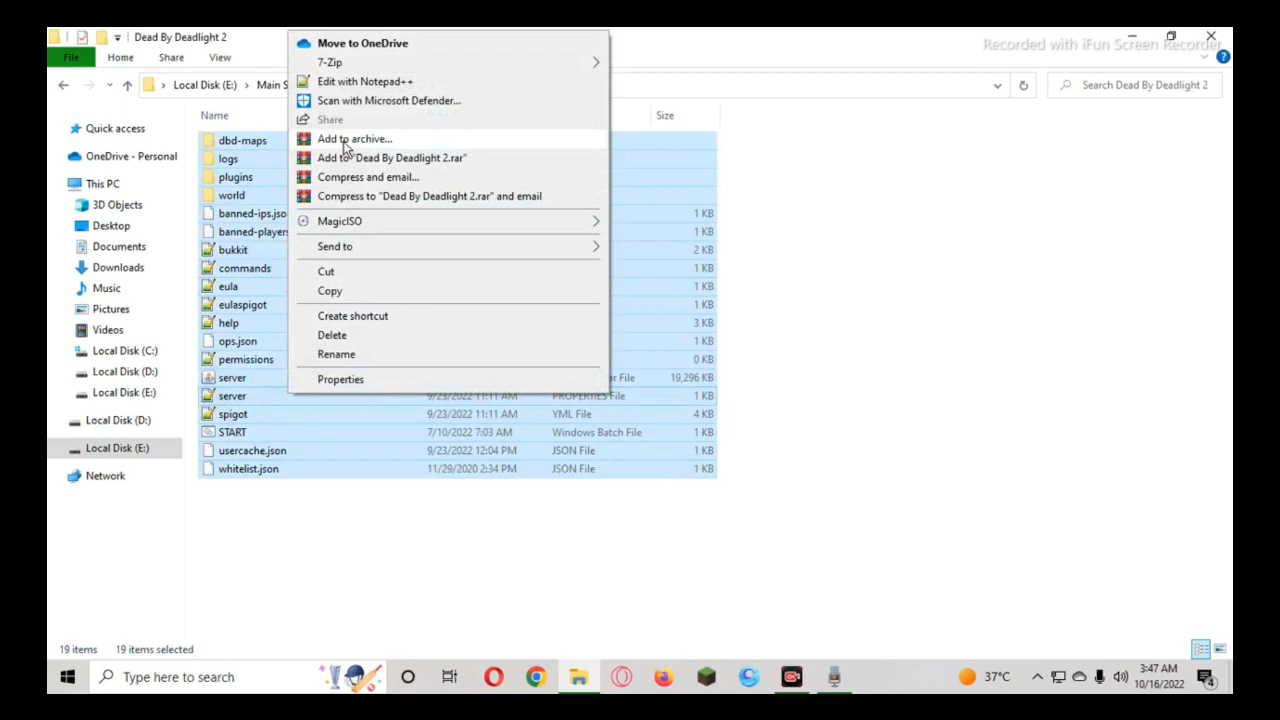 Dead By Deadlight 2
Recorded with iFun Screen Recorder
File Home Share View
Local Disk (E:) > Main S
Search Dead By Deadlight 2
Move to OneDrive
7-Zip
Edit with Notepad++
Scan with Microsoft Defender...
Share
Add to archive...
Add to "Dead By Deadlight 2.rar"
Compress and email...
Compress to "Dead By Deadlight 2.rar" and email
MagicISO
Send to
Cut
Copy
Create shortcut
Delete
Rename
Properties
Quick access
OneDrive - Personal
This PC
3D Objects
Desktop
Documents
Downloads
Music
Pictures
Videos
Local Disk (C:)
Local Disk (D:)
Local Disk (E:)
Local Disk (D:)
Local Disk (E:)
Network
Name Size
dbd-maps
logs
plugins
world
banned-ips.jso 1 KB
banned-players 1 KB
bukkit 2 KB
commands 1 KB
eula 1 KB
eulaspigot 1 KB
help 3 KB
ops.json 1 KB
permissions 0 KB
server ar File 19,296 KB
server 9/23/2022 11:11 AM PROPERTIES File 1 KB
spigot 9/23/2022 11:11 AM YML File 4 KB
START 7/10/2022 7:03 AM Windows Batch File 1 KB
usercache.json 9/23/2022 12:04 PM JSON File 1 KB
whitelist.json 11/29/2020 2:34 PM JSON File 1 KB
19 items 19 items selected
Type here to search
37°C
3:47 AM
10/16/2022
4